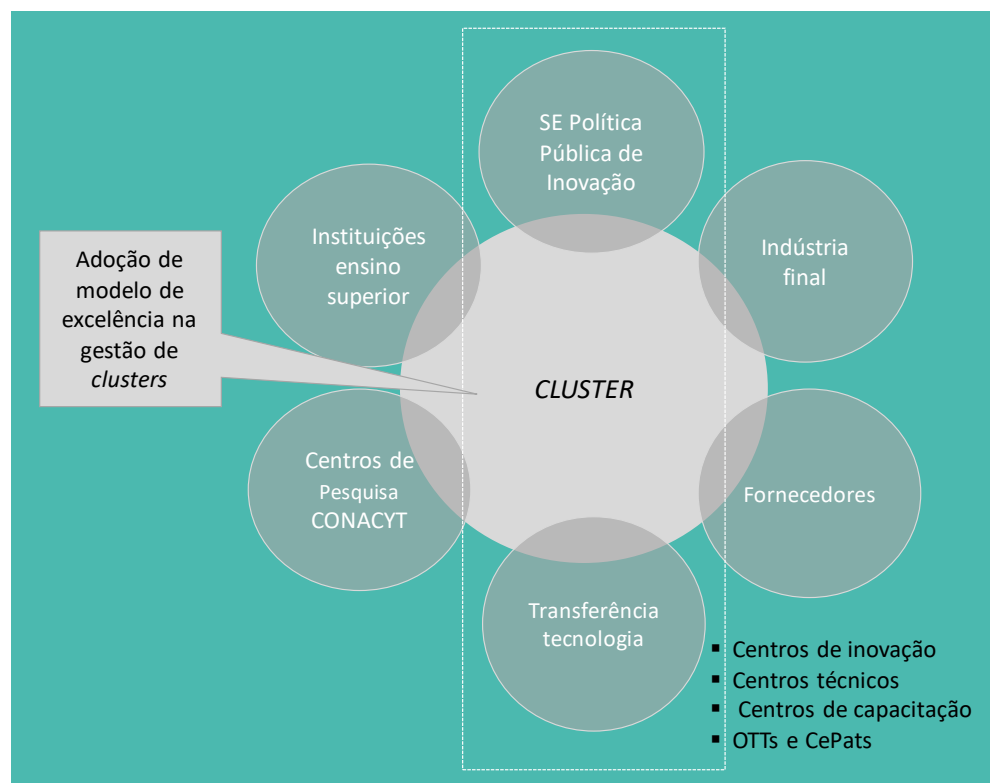 SE Política
Pública de
Inovação
Instituições
ensino
superior
Indústria
final
Adoção de
modelo de
excelência na
gestão de
clusters
CLUSTER
Centros de
Pesquisa
CONACYT
Fornecedores
Transferência
tecnologia
▪ Centros de inovação
▪ Centros técnicos
▪ Centros de capacitação
▪ OTTs e CePats